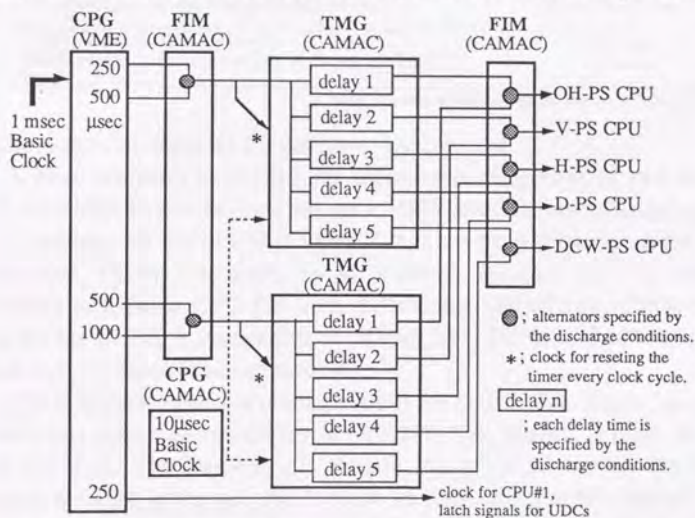 CPG
(VME)
FIM
(CAMAC)
TMG
(CAMAC)
FIM
(CAMAC)
250
500
μsec
1 msec
Basic
Clock
*
delay 1
delay 2
delay 3
delay 4
delay 5
OH-PS CPU
V-PS CPU
H-PS CPU
D-PS CPU
DCW-PS CPU
TMG
(CAMAC)
500
1000
*
delay 1
delay 2
delay 3
delay 4
delay 5
CPG
(CAMAC)
10μsec
Basic
Clock
250
; alternators specified by
the discharge conditions.
* ; clock for reseting the
timer every clock cycle.
delay n
; each delay time is
specified by the
discharge conditions.
clock for CPU#1,
latch signals for UDCs